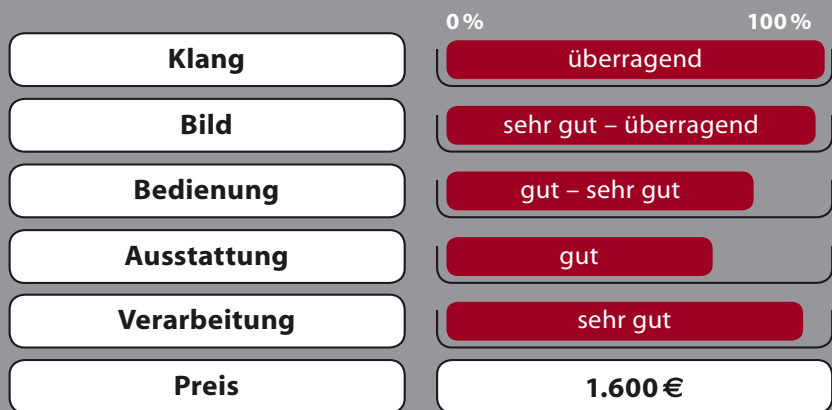 0 % 100 %
Klang überragend
Bild sehr gut – überragend
Bedienung gut – sehr gut
Ausstattung gut
Verarbeitung sehr gut
Preis 1.600 €